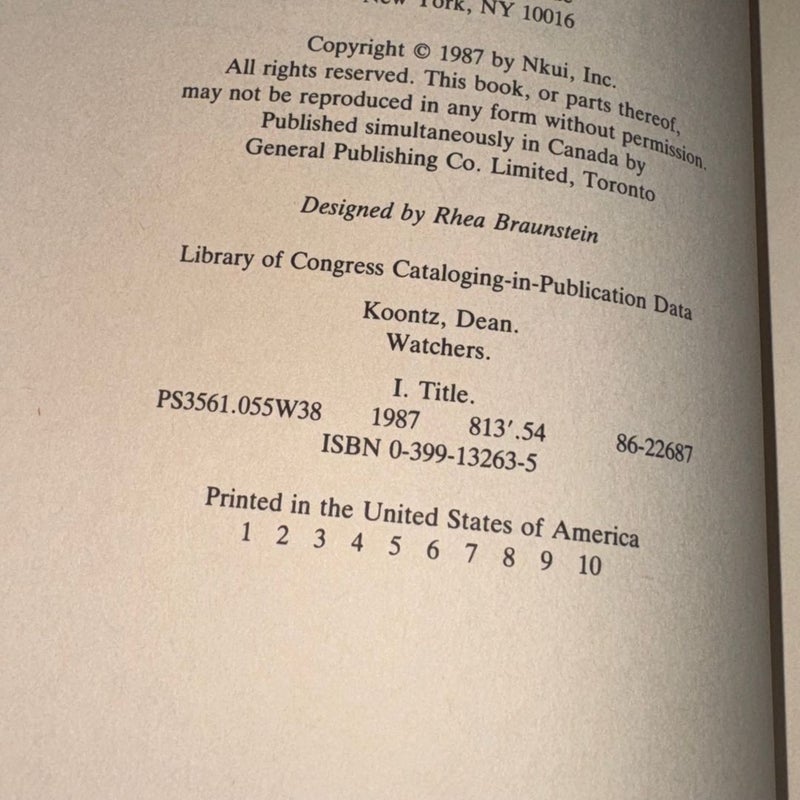 New York, NY 10016
Copyright © 1987 by Nkui, Inc.
All rights reserved. This book, or parts thereof,
may not be reproduced in any form without permission.
Published simultaneously in Canada by
General Publishing Co. Limited, Toronto
Designed by Rhea Braunstein
Library of Congress Cataloging-in-Publication Data
Koontz, Dean.
Watchers.
I. Title.
PS3561.055W38 1987 813′.54 86-22687
ISBN 0-399-13263-5
Printed in the United States of America
1 2 3 4 5 6 7 8 9 10